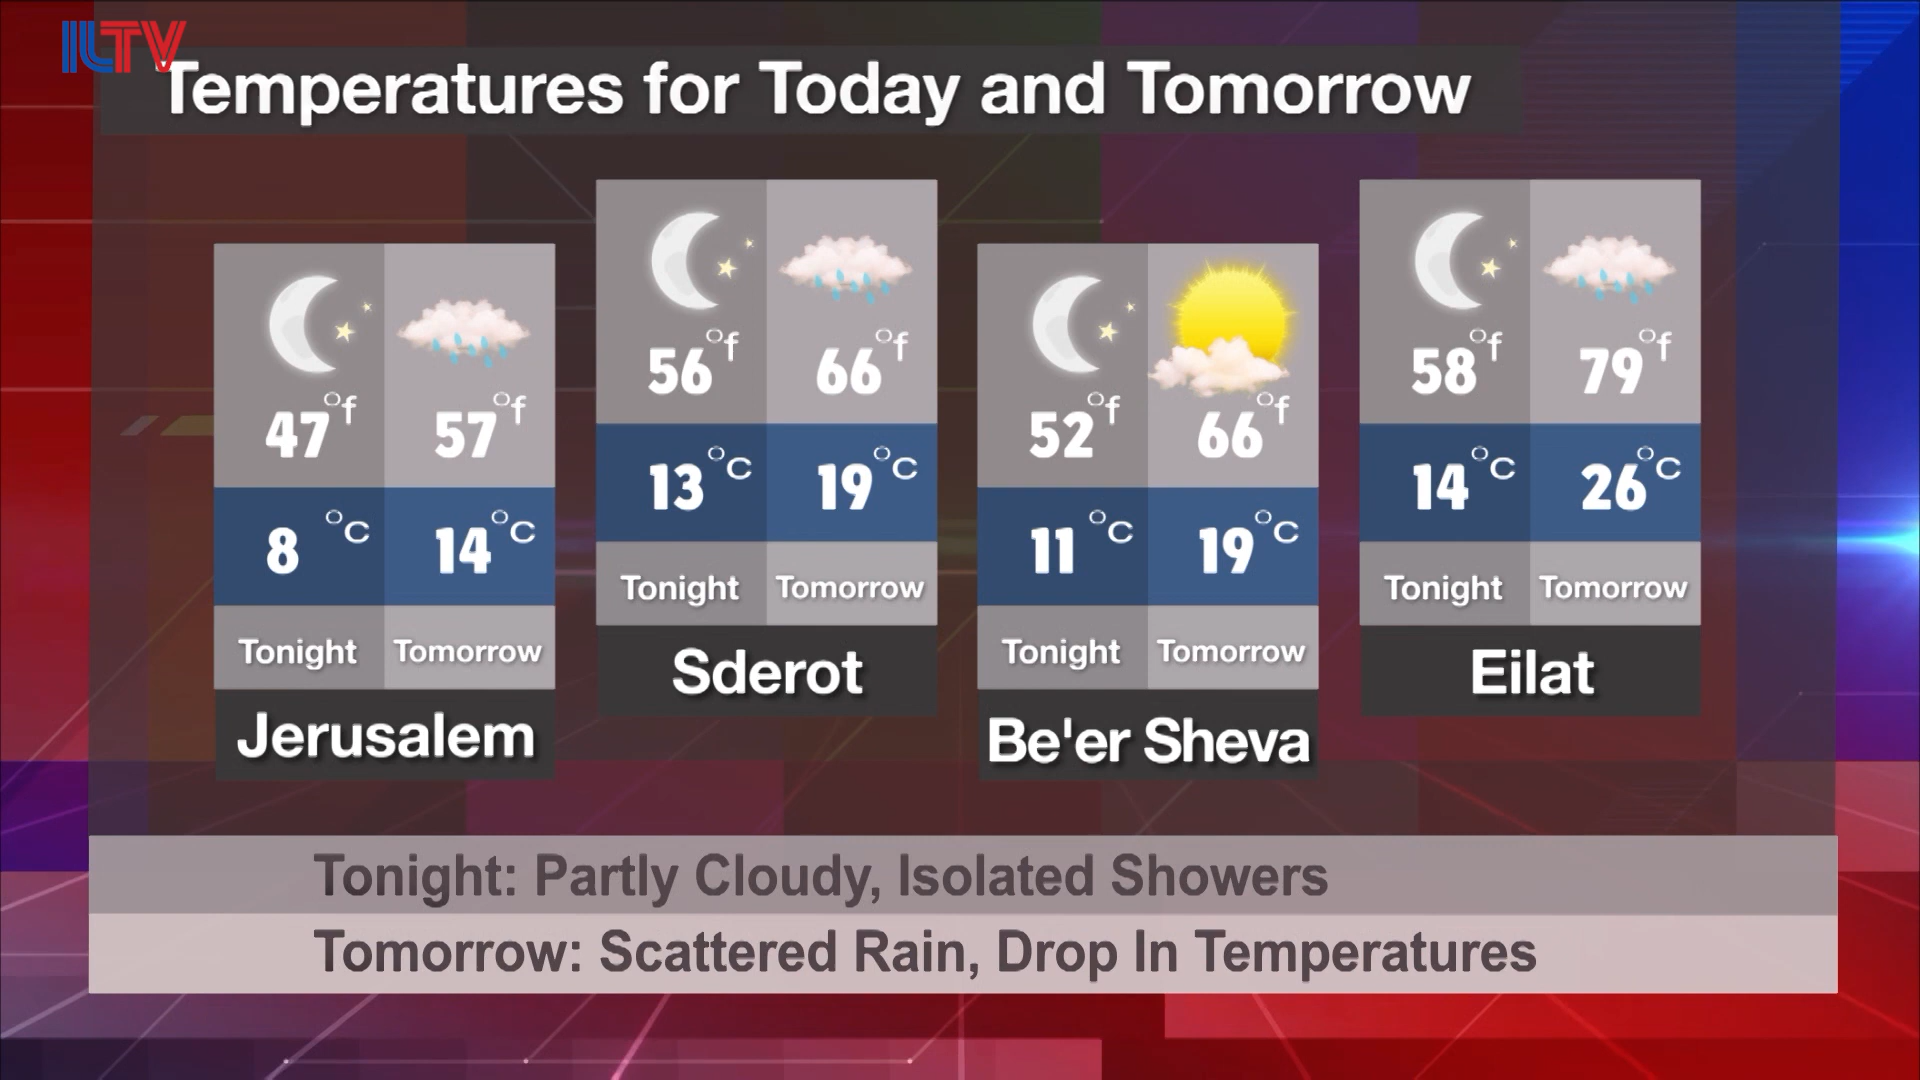 ILTV
Temperatures for Today and Tomorrow
47°f 57°f
8 °C 14 °C
Tonight Tomorrow
Jerusalem
56°f 66°f
13 °C 19 °C
Tonight Tomorrow
Sderot
52°f 66°f
11 °C 19 °C
Tonight Tomorrow
Be'er Sheva
58°f 79°f
14 °C 26 °C
Tonight Tomorrow
Eilat
Tonight: Partly Cloudy, Isolated Showers
Tomorrow: Scattered Rain, Drop In Temperatures